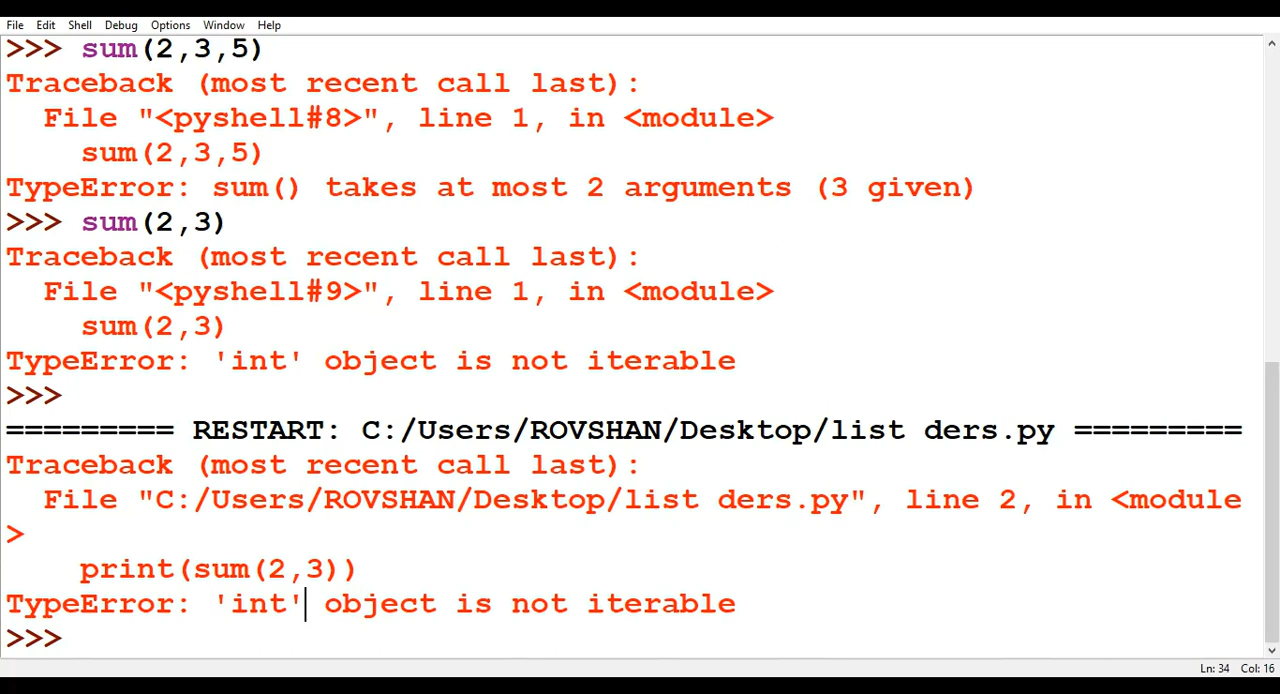 File Edit Shell Debug Options Window Help
>>> sum(2,3,5)
Traceback (most recent call last):
  File "<pyshell#8>", line 1, in <module>
    sum(2,3,5)
TypeError: sum() takes at most 2 arguments (3 given)
>>> sum(2,3)
Traceback (most recent call last):
  File "<pyshell#9>", line 1, in <module>
    sum(2,3)
TypeError: 'int' object is not iterable
>>>
========= RESTART: C:/Users/ROVSHAN/Desktop/list ders.py =========
Traceback (most recent call last):
  File "C:/Users/ROVSHAN/Desktop/list ders.py", line 2, in <module
>
    print(sum(2,3))
TypeError: 'int' object is not iterable
>>>
Ln: 34 Col: 16